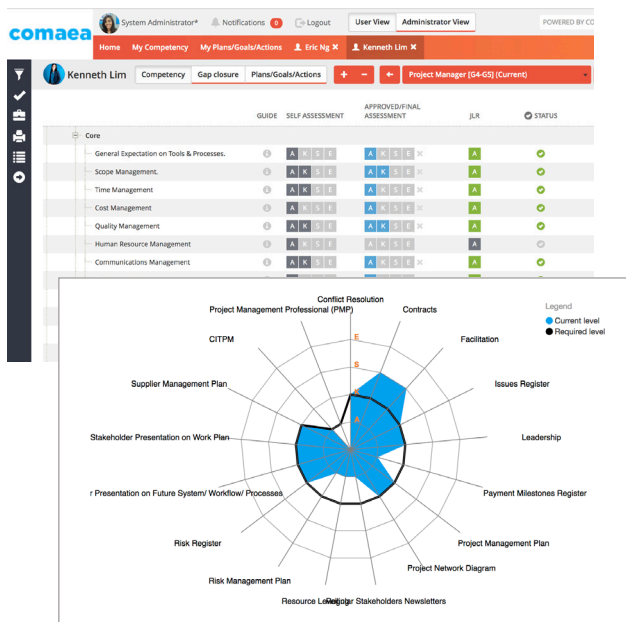 comaea
System Administrator*
Notifications 0
Logout
User View
Administrator View
POWERED BY CO
Home
My Competency
My Plans/Goals/Actions
Eric Ng
Kenneth Lim
Kenneth Lim
Competency
Gap closure
Plans/Goals/Actions
+ −
Project Manager [G4-G5] (Current)
GUIDE
SELF ASSESSMENT
APPROVED/FINAL
ASSESSMENT
JLR
STATUS
Core
General Expectation on Tools & Processes. A K S E A K S E A
Scope Management. A K S E A K S E A
Time Management A K S E A K S E A
Cost Management A K S E A K S E A
Quality Management A K S E A K S E A
Human Resource Management A K S E A K S E A
Communications Management A K S E A K S E A
Conflict Resolution
Project Management Professional (PMP)
Contracts
CITPM
Facilitation
Supplier Management Plan
Issues Register
Stakeholder Presentation on Work Plan
Leadership
r Presentation on Future System/ Workflow/ Processes
Payment Milestones Register
Risk Register
Project Management Plan
Risk Management Plan
Project Network Diagram
Resource Leveling
Regular Stakeholders Newsletters
E
S
K
A
Legend
Current level
Required level